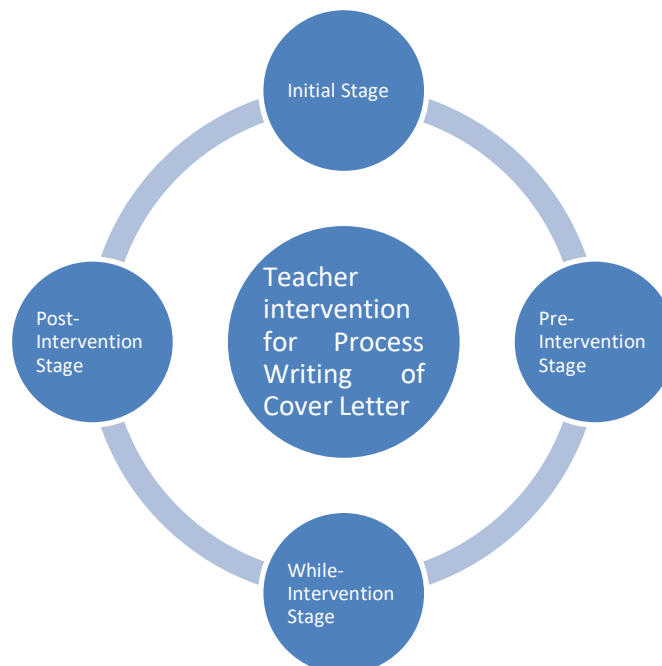 Initial Stage
Teacher
intervention
for Process
Writing of
Cover Letter
Post-
Intervention
Stage
Pre-
Intervention
Stage
While-
Intervention
Stage